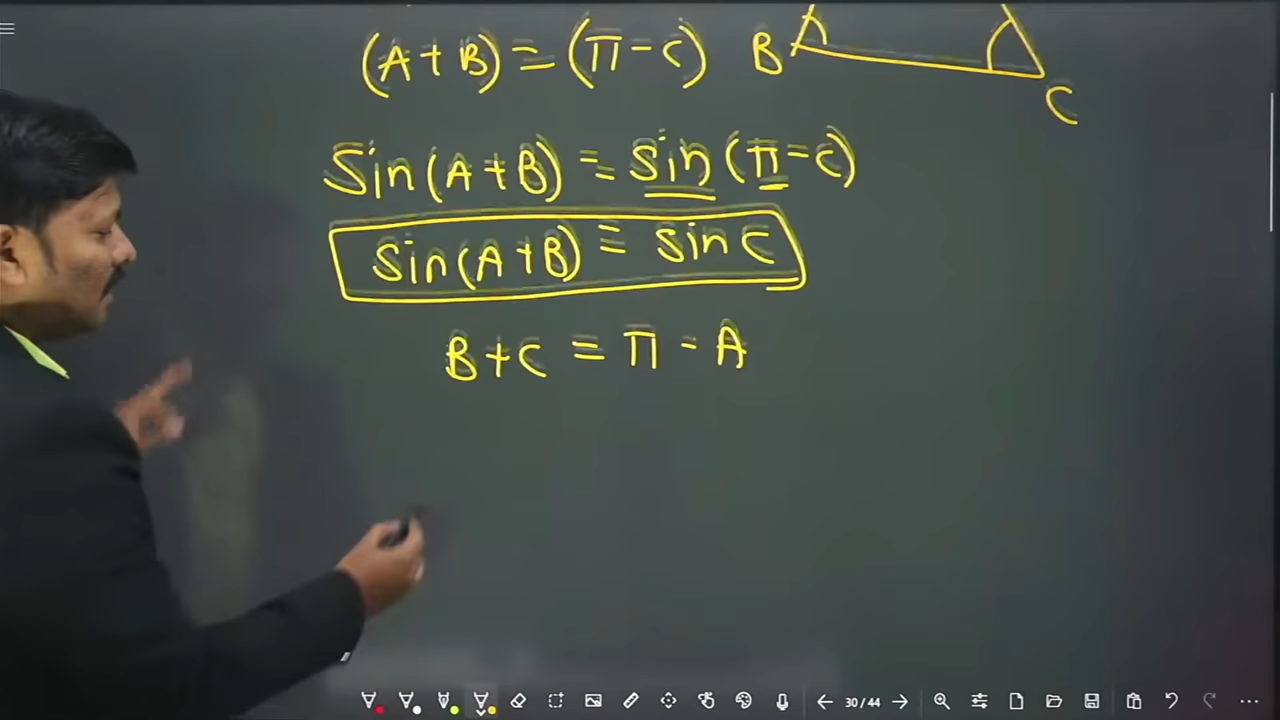 (A+B) = (π-C) B
C
Sin(A+B) = sin(π-C)
Sin(A+B) = Sin C
B+C = π - A
30/44